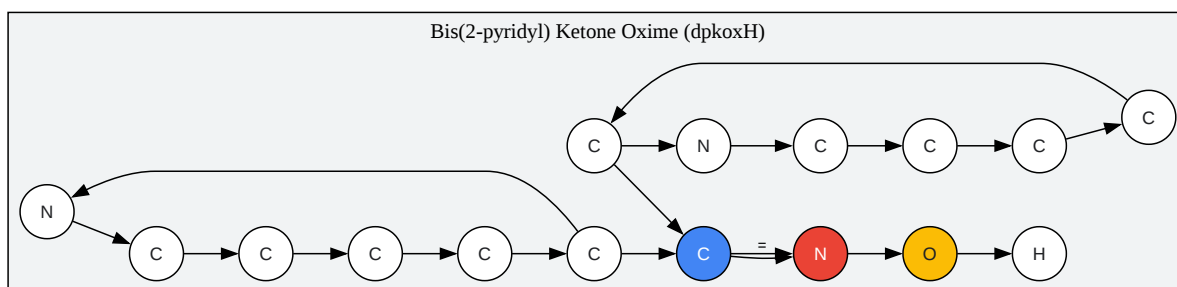 Bis(2-pyridyl) Ketone Oxime (dpkoxH)
C
C N C C C
N
C C C C C C = N O H